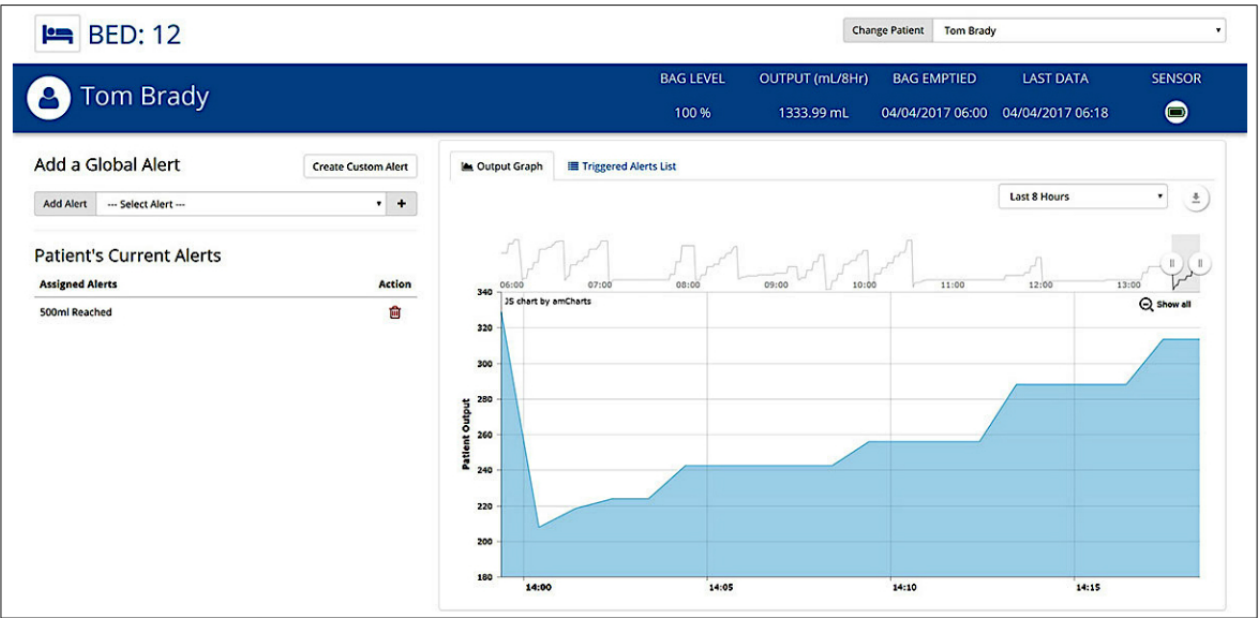 BED: 12
Change Patient Tom Brady
Tom Brady
BAG LEVEL OUTPUT (mL/8Hr) BAG EMPTIED LAST DATA SENSOR
100 % 1333.99 mL 04/04/2017 06:00 04/04/2017 06:18
Add a Global Alert Create Custom Alert
Add Alert --- Select Alert --- +
Patient's Current Alerts
Assigned Alerts Action
500ml Reached
Output Graph Triggered Alerts List
Last 8 Hours
06:00 07:00 08:00 09:00 10:00 11:00 12:00 13:00
JS chart by amCharts
Show all
Patient Output
340
320
300
280
260
240
220
200
180
14:00 14:05 14:10 14:15